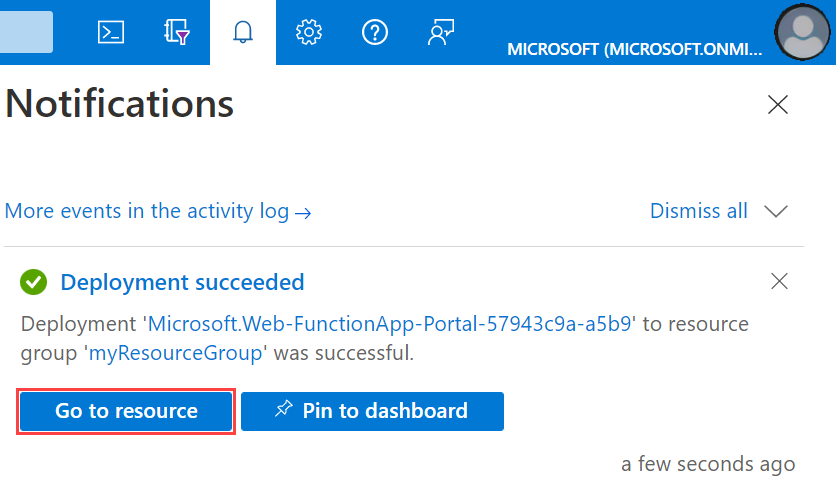 MICROSOFT (MICROSOFT.ONMI...
Notifications
More events in the activity log →
Dismiss all
Deployment succeeded
Deployment 'Microsoft.Web-FunctionApp-Portal-57943c9a-a5b9' to resource
group 'myResourceGroup' was successful.
Go to resource
Pin to dashboard
a few seconds ago